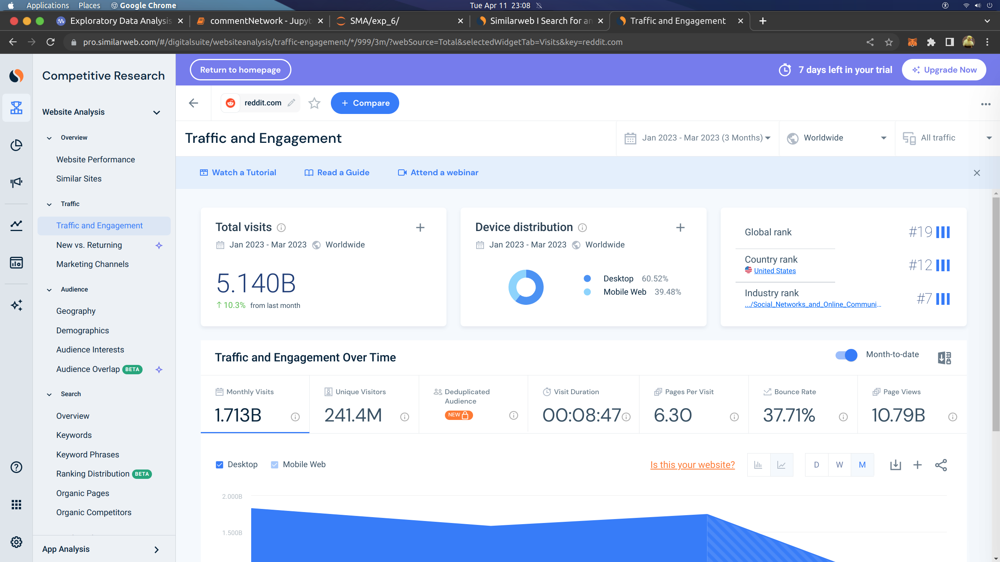 Applications Places Google Chrome Tue Apr 11 23:08
Exploratory Data Analysis commentNetwork - Jupyt SMA/exp_6/ Similarweb | Search for an Traffic and Engagement
pro.similarweb.com/#/digitalsuite/websiteanalysis/traffic-engagement/*/999/3m/?webSource=Total&selectedWidgetTab=Visits&key=reddit.com
Competitive Research
Website Analysis
Overview
Website Performance
Similar Sites
Traffic
Traffic and Engagement
New vs. Returning
Marketing Channels
Audience
Geography
Demographics
Audience Interests
Audience Overlap BETA
Search
Overview
Keywords
Keyword Phrases
Ranking Distribution BETA
Organic Pages
Organic Competitors
App Analysis
Return to homepage
7 days left in your trial
Upgrade Now
reddit.com
+ Compare
Traffic and Engagement
Jan 2023 - Mar 2023 (3 Months)
Worldwide
All traffic
Watch a Tutorial
Read a Guide
Attend a webinar
Total visits
Jan 2023 - Mar 2023 Worldwide
5.140B
↑ 10.3% from last month
Device distribution
Jan 2023 - Mar 2023 Worldwide
Desktop 60.52%
Mobile Web 39.48%
Global rank #19
Country rank
United States
#12
Industry rank
.../Social_Networks_and_Online_Communi...
#7
Traffic and Engagement Over Time
Month-to-date
Monthly Visits
1.713B
Unique Visitors
241.4M
Deduplicated
Audience
NEW
Visit Duration
00:08:47
Pages Per Visit
6.30
Bounce Rate
37.71%
Page Views
10.79B
Desktop
Mobile Web
Is this your website?
D W M
2.000B
1.500B